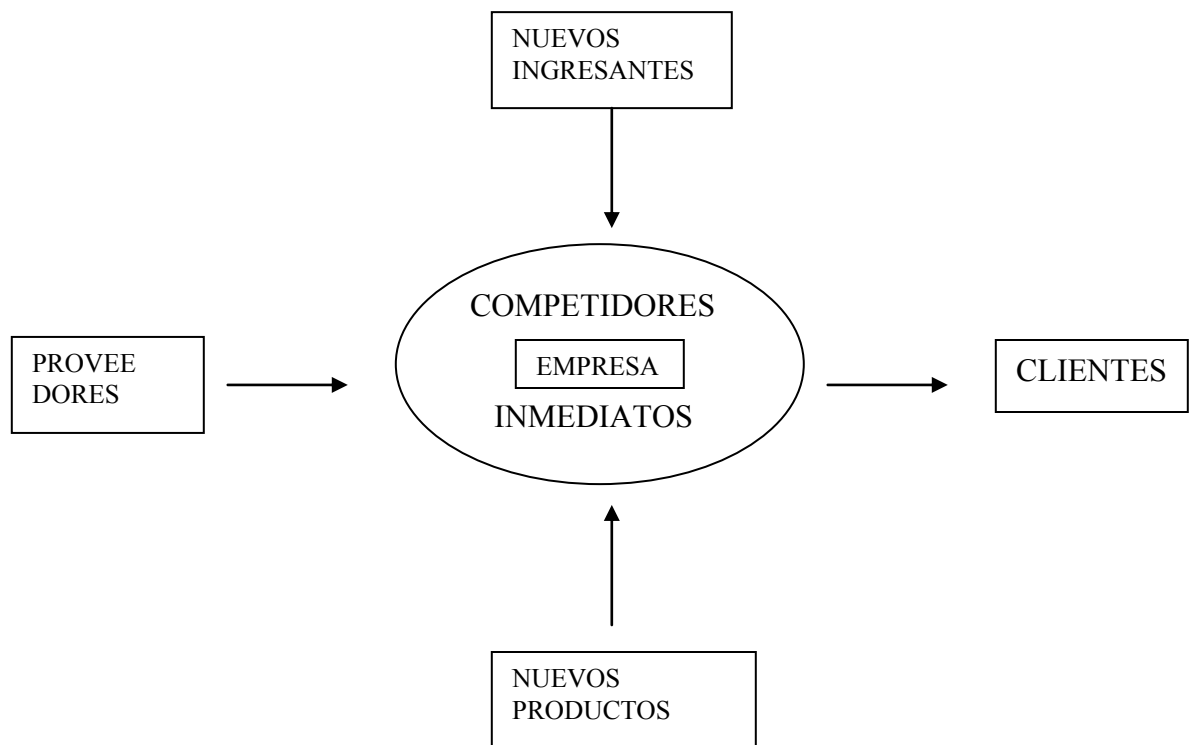 NUEVOS
INGRESANTES
COMPETIDORES
PROVEE
DORES
EMPRESA
CLIENTES
INMEDIATOS
NUEVOS
PRODUCTOS